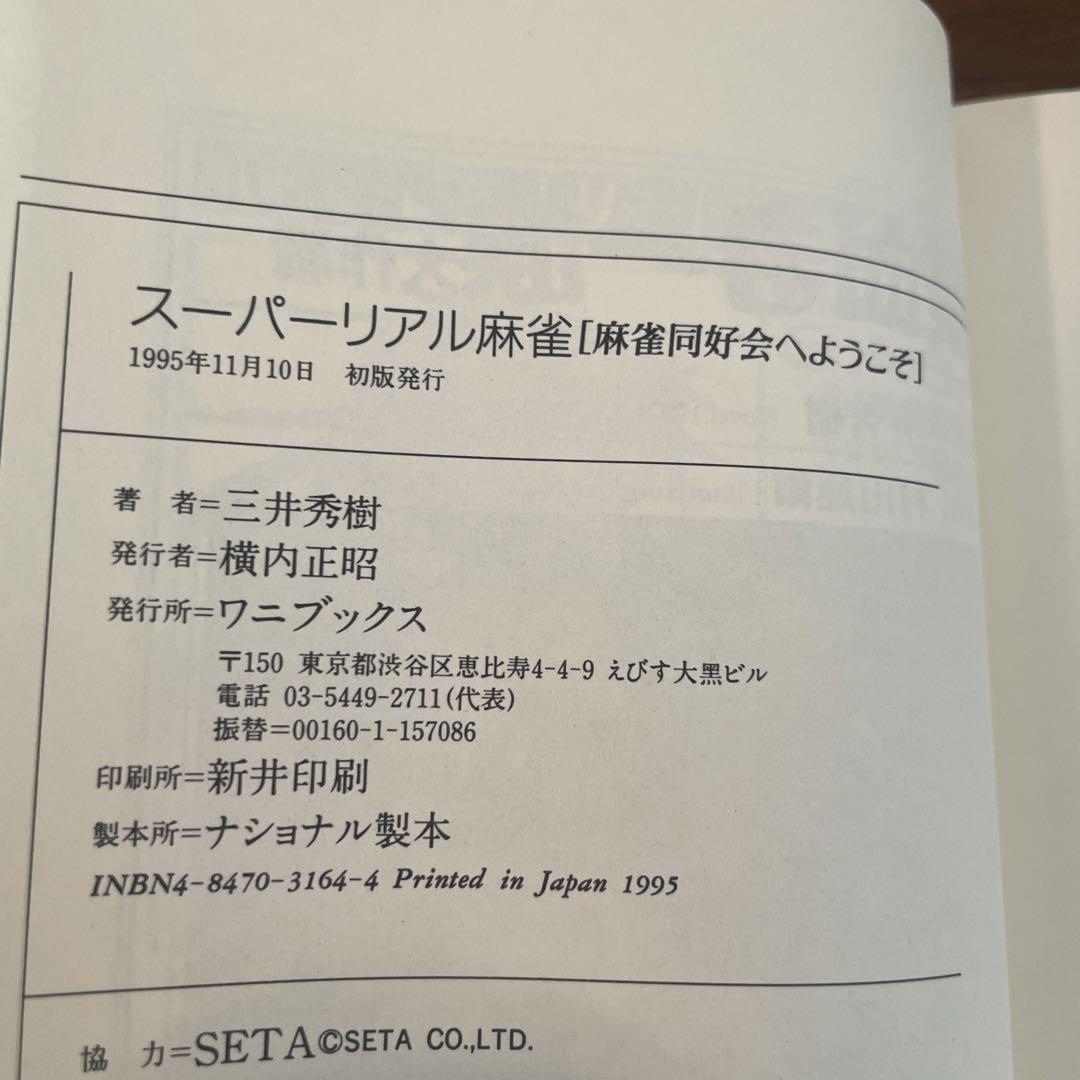 スーパーリアル麻雀[麻雀同好会へようこそ]
1995年11月10日　初版発行
著　者=三井秀樹
発行者=横内正昭
発行所=ワニブックス
〒150 東京都渋谷区恵比寿4-4-9 えびす大黒ビル
電話 03-5449-2711(代表)
振替=00160-1-157086
印刷所=新井印刷
製本所=ナショナル製本
INBN4-8470-3164-4 Printed in Japan 1995
協　力=SETA©SETA CO.,LTD.